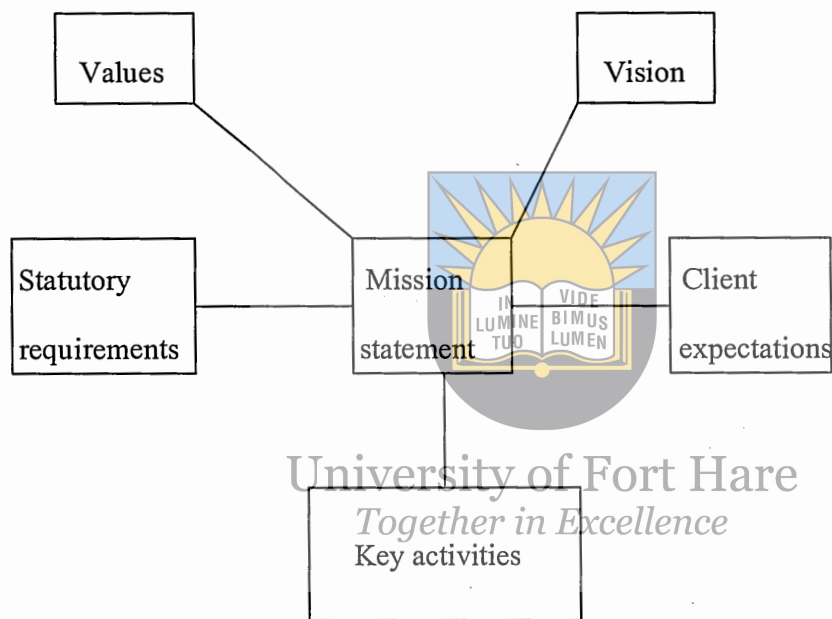 Values
Vision
Statutory
requirements
Mission
statement
Client
expectations
IN
LUMINE
TUO
VIDE
BIMUS
LUMEN
University of Fort Hare
Together in Excellence
Key activities